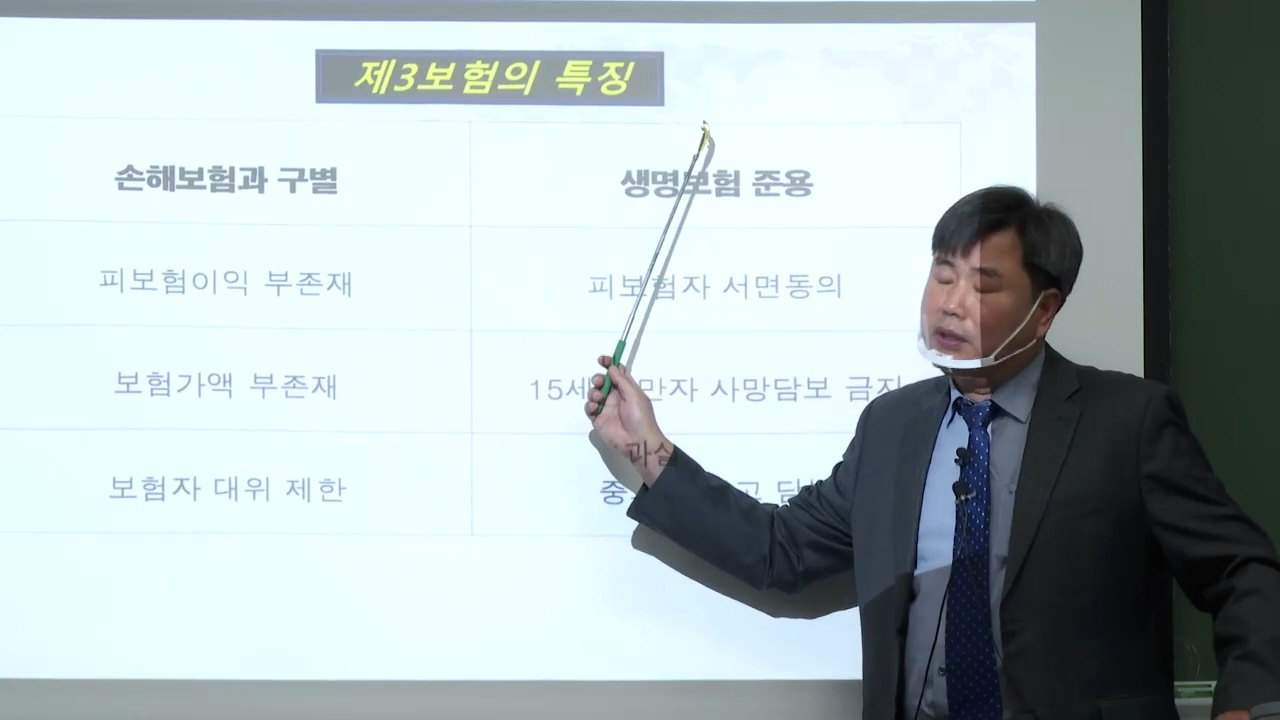 제3보험의 특징
손해보험과 구별
생명보험 준용
피보험이익 부존재
피보험자 서면동의
보험가액 부존재
사망담보 금지
보험자 대위 제한